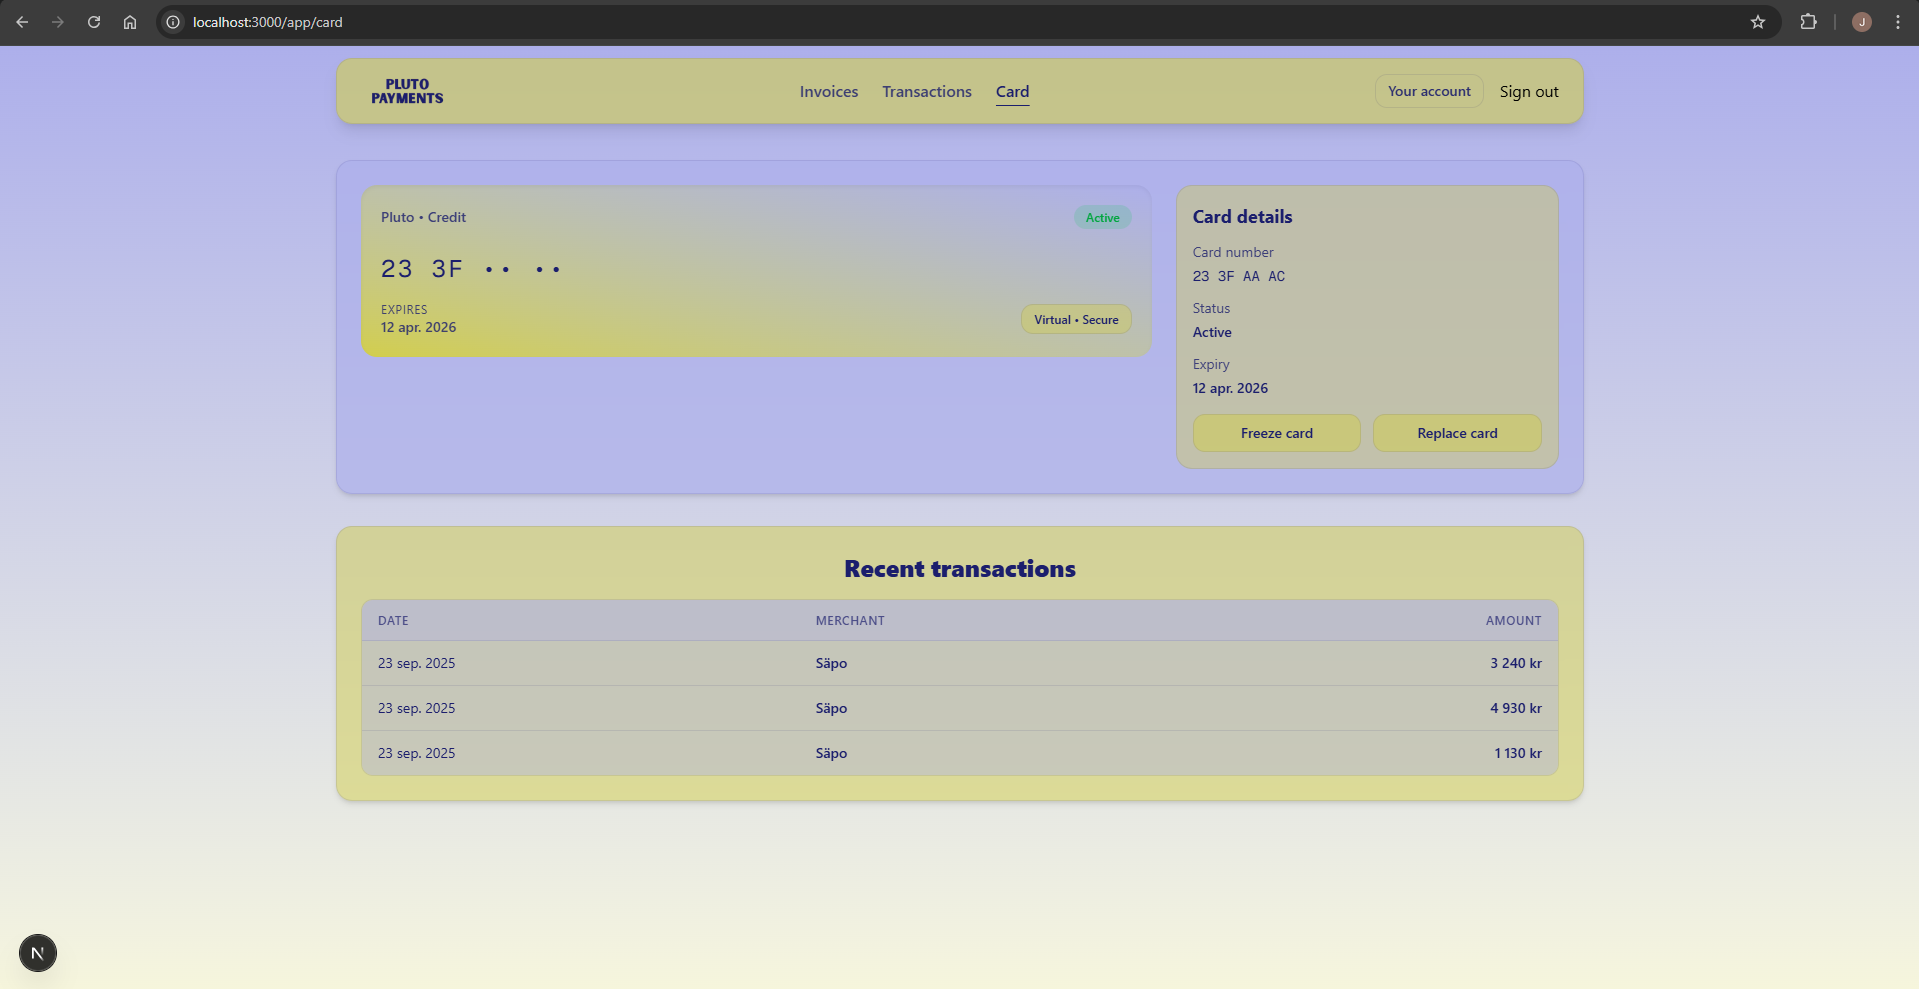 localhost:3000/app/card
J
PLUTO
PAYMENTS
Invoices
Transactions
Card
Your account
Sign out
Pluto • Credit
Active
23 3F •• ••
EXPIRES
12 apr. 2026
Virtual • Secure
Card details
Card number
23 3F AA AC
Status
Active
Expiry
12 apr. 2026
Freeze card
Replace card
Recent transactions
DATE MERCHANT AMOUNT
23 sep. 2025 Säpo 3 240 kr
23 sep. 2025 Säpo 4 930 kr
23 sep. 2025 Säpo 1 130 kr
N